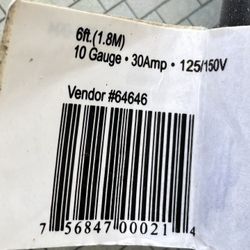 6ft.(1.8M)
10 Gauge • 30Amp • 125/150V
Vendor #64646
7 56847 00021 4